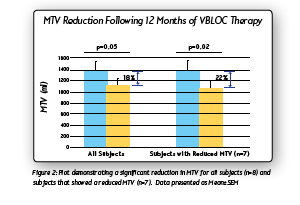 MTV Reduction Following 12 Months of VBLOC Therapy
p=0,05
p=0,02
MTV (ml)
1600
1400
1200
1000
800
600
400
200
0
18%
22%
All Subjects
Subjects with Reduced MTV (n=7)
Figure 2: Plot demonstrating a significant reduction in MTV for all subjects (n=8) and
subjects that showed a reduced MTV (n=7). Data presented as Mean±SEM